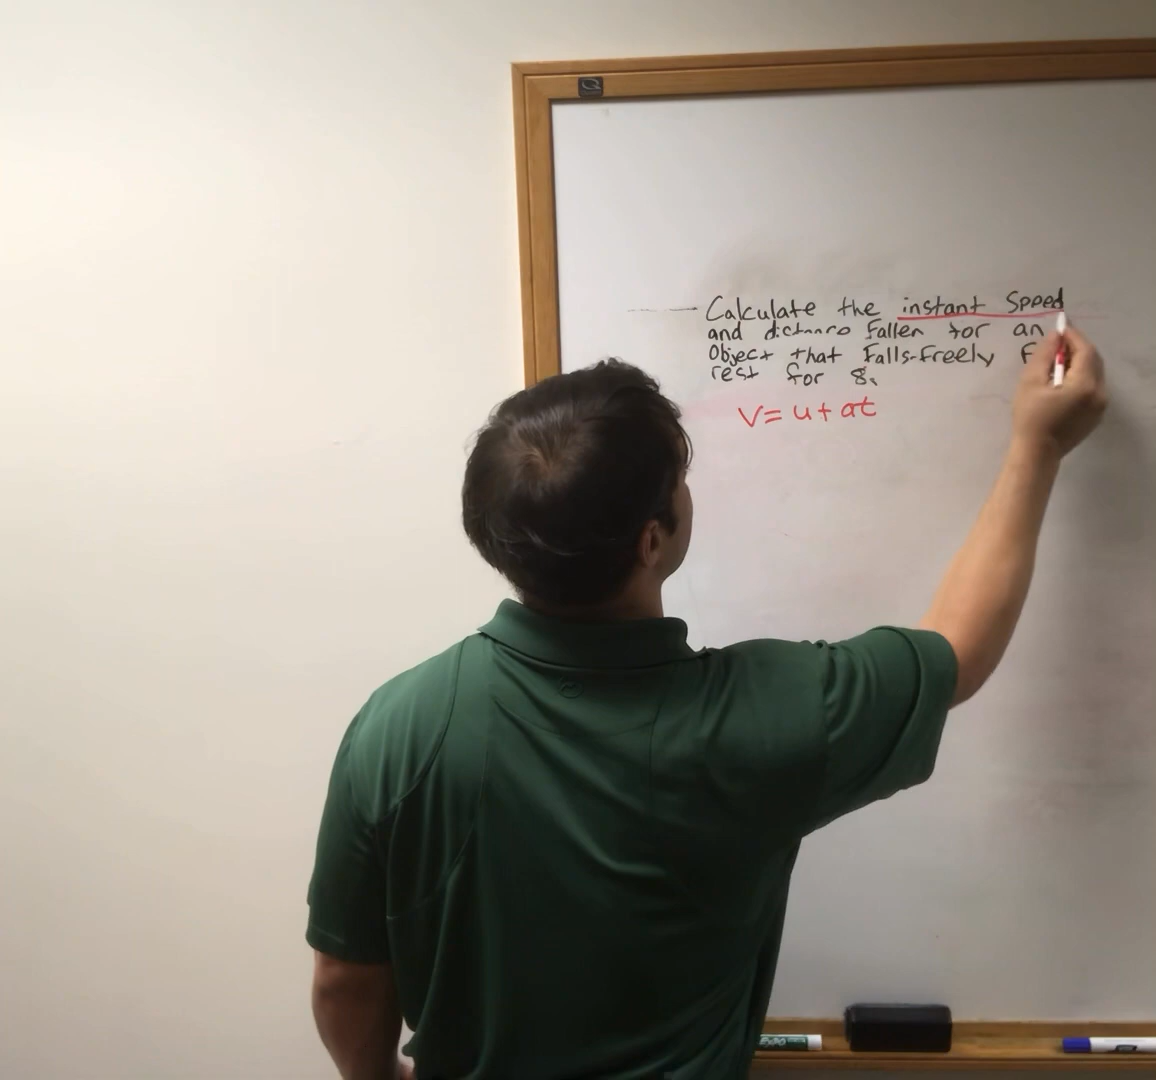 Calculate the instant Speed
and distance fallen for an
Object that Falls-freely F
rest for 8s
V = u + at